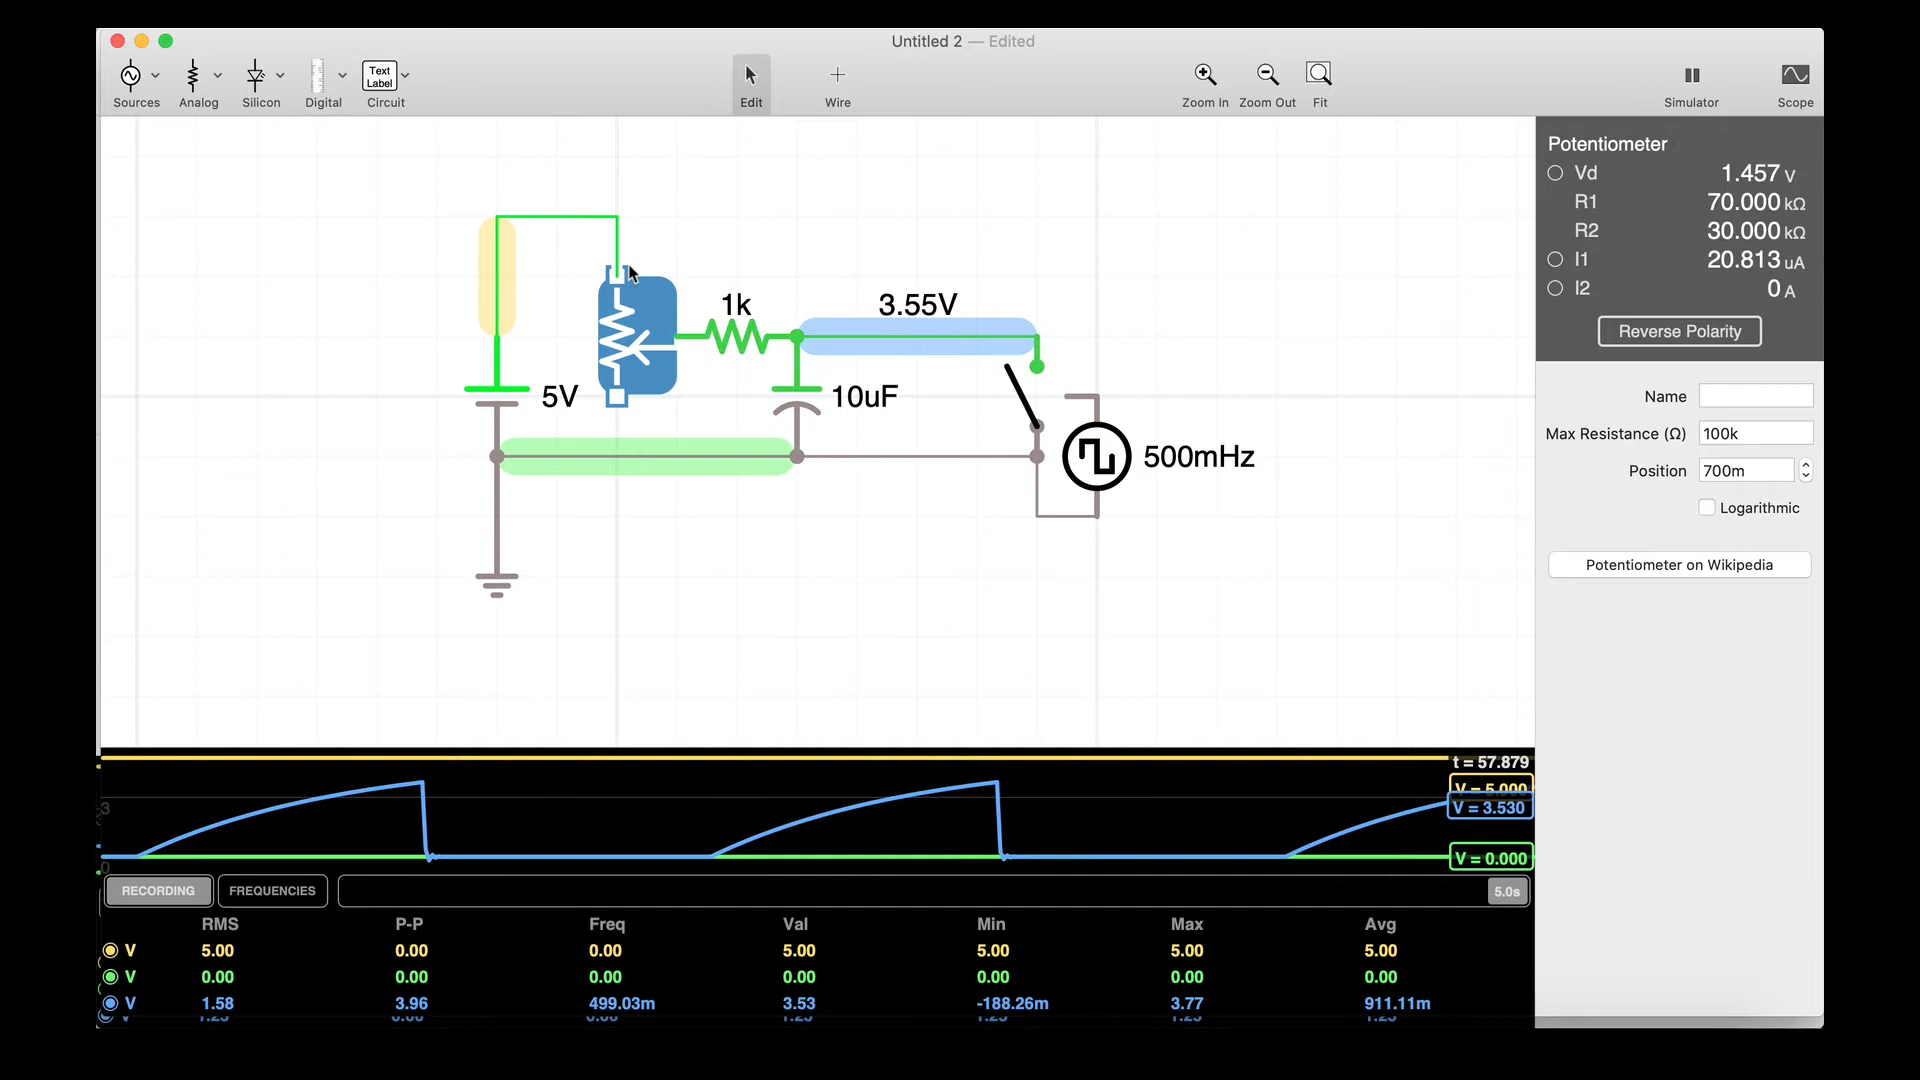 Untitled 2 — Edited
Text
Label
Sources
Analog
Silicon
Digital
Circuit
Edit
Wire
Zoom In
Zoom Out
Fit
Simulator
Scope
Potentiometer
Vd 1.457 V
R1 70.000 kΩ
R2 30.000 kΩ
I1 20.813 uA
I2 0 A
Reverse Polarity
Name
Max Resistance (Ω) 100k
Position 700m
Logarithmic
Potentiometer on Wikipedia
1k
3.55V
5V
10uF
500mHz
t = 57.879
V = 5.000
V = 3.530
V = 0.000
3
0
RECORDING FREQUENCIES 5.0s
RMS P-P Freq Val Min Max Avg
V 5.00 0.00 0.00 5.00 5.00 5.00 5.00
V 0.00 0.00 0.00 0.00 0.00 0.00 0.00
V 1.58 3.96 499.03m 3.53 -188.26m 3.77 911.11m